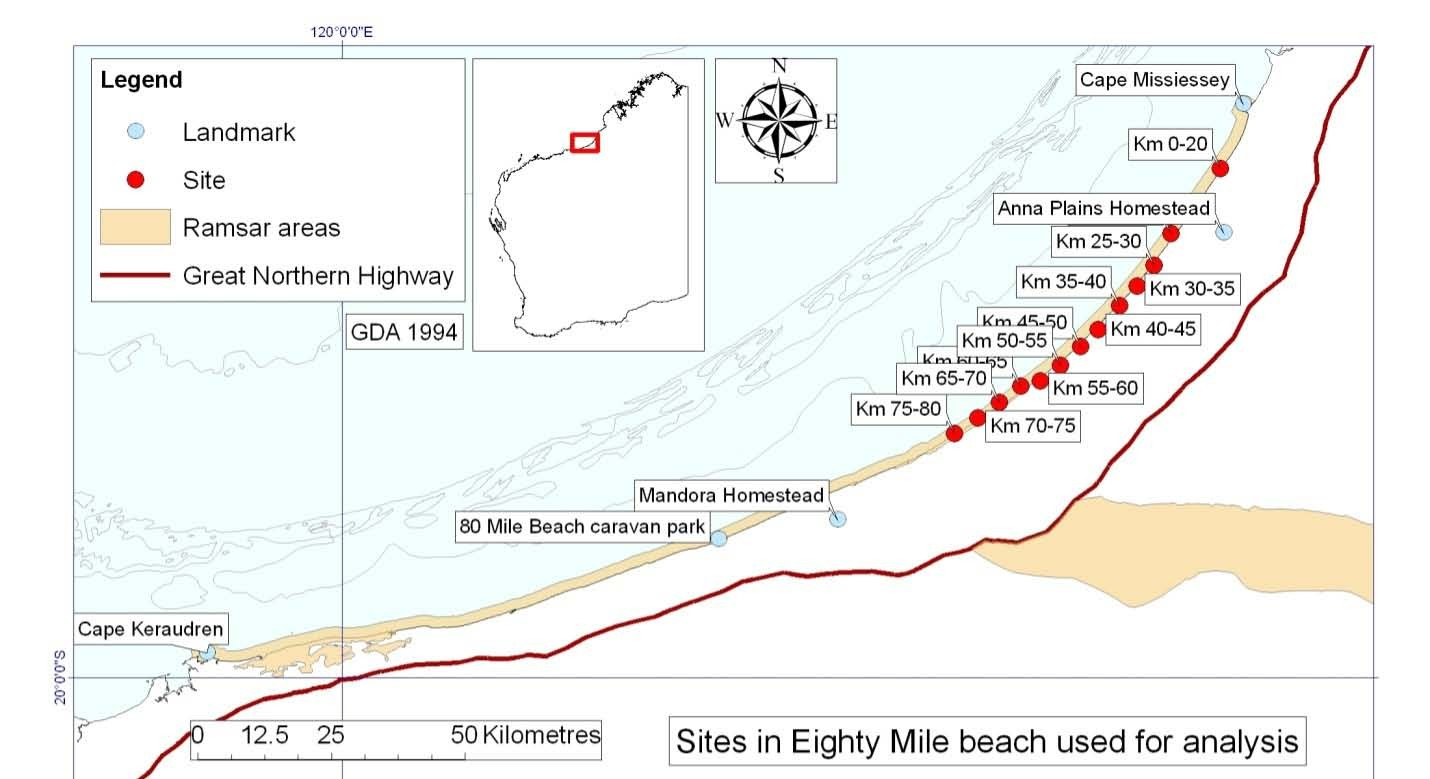 120°0'0"E
Legend
Landmark
Site
Ramsar areas
Great Northern Highway
GDA 1994
N
W
E
S
Cape Missiessey
Km 0-20
Anna Plains Homestead
Km 25-30
Km 35-40
Km 30-35
Km 45-50
Km 40-45
Km 50-55
Km 60-65
Km 65-70
Km 55-60
Km 75-80
Km 70-75
Mandora Homestead
80 Mile Beach caravan park
Cape Keraudren
20°0'0"S
0 12.5 25 50 Kilometres
Sites in Eighty Mile beach used for analysis